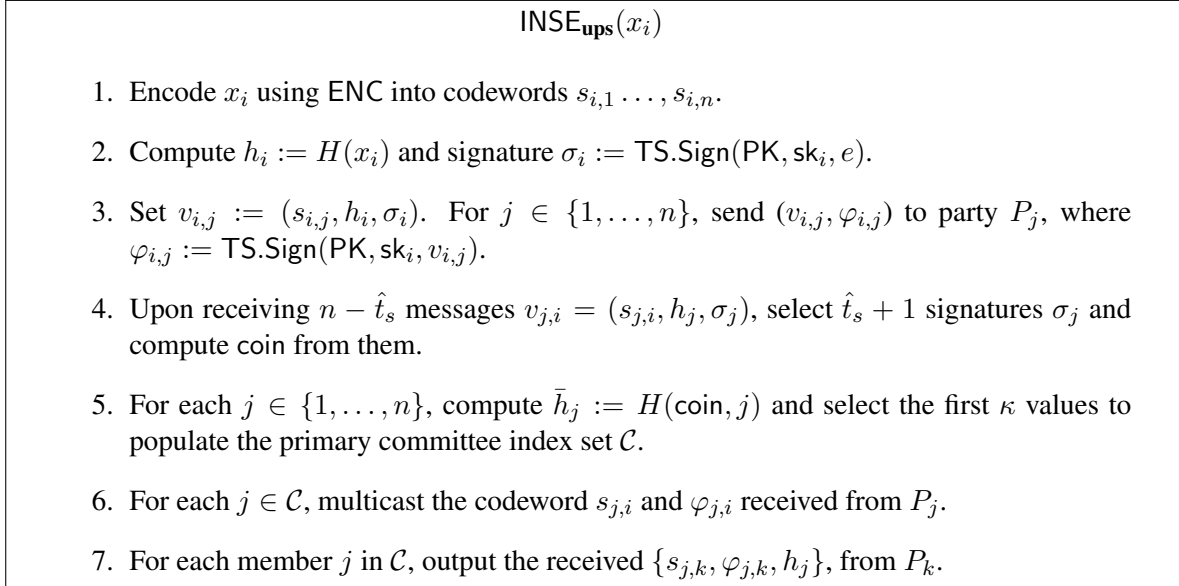 INSE_ups(x_i)
1. Encode x_i using ENC into codewords s_{i,1} ..., s_{i,n}.
2. Compute h_i := H(x_i) and signature σ_i := TS.Sign(PK, sk_i, e).
3. Set v_{i,j} := (s_{i,j}, h_i, σ_i). For j ∈ {1, ..., n}, send (v_{i,j}, φ_{i,j}) to party P_j, where
φ_{i,j} := TS.Sign(PK, sk_i, v_{i,j}).
4. Upon receiving n − t̂_s messages v_{j,i} = (s_{j,i}, h_j, σ_j), select t̂_s + 1 signatures σ_j and
compute coin from them.
5. For each j ∈ {1, ..., n}, compute h̄_j := H(coin, j) and select the first κ values to
populate the primary committee index set 𝒞.
6. For each j ∈ 𝒞, multicast the codeword s_{j,i} and φ_{j,i} received from P_j.
7. For each member j in 𝒞, output the received {s_{j,k}, φ_{j,k}, h_j}, from P_k.